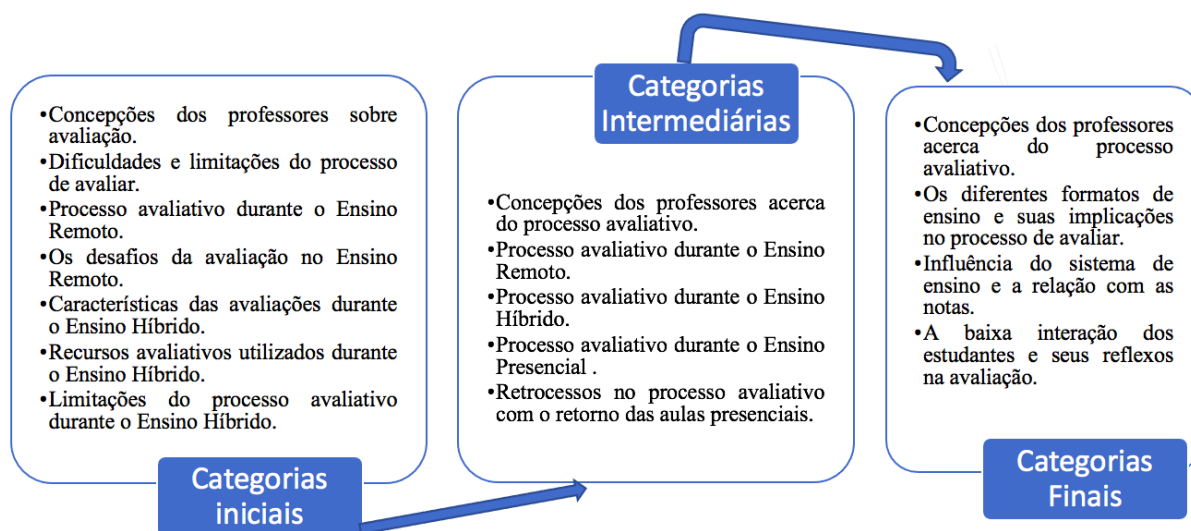 •Concepções dos professores sobre
avaliação.
•Dificuldades e limitações do processo
de avaliar.
•Processo avaliativo durante o Ensino
Remoto.
•Os desafios da avaliação no Ensino
Remoto.
•Características das avaliações durante
o Ensino Híbrido.
•Recursos avaliativos utilizados durante
o Ensino Híbrido.
•Limitações do processo avaliativo
durante o Ensino Híbrido.
Categorias
iniciais
Categorias
Intermediárias
•Concepções dos professores acerca
do processo avaliativo.
•Processo avaliativo durante o Ensino
Remoto.
•Processo avaliativo durante o Ensino
Híbrido.
•Processo avaliativo durante o Ensino
Presencial .
•Retrocessos no processo avaliativo
com o retorno das aulas presenciais.
•Concepções dos professores
acerca do processo
avaliativo.
•Os diferentes formatos de
ensino e suas implicações
no processo de avaliar.
•Influência do sistema de
ensino e a relação com as
notas.
•A baixa interação dos
estudantes e seus reflexos
na avaliação.
Categorias
Finais